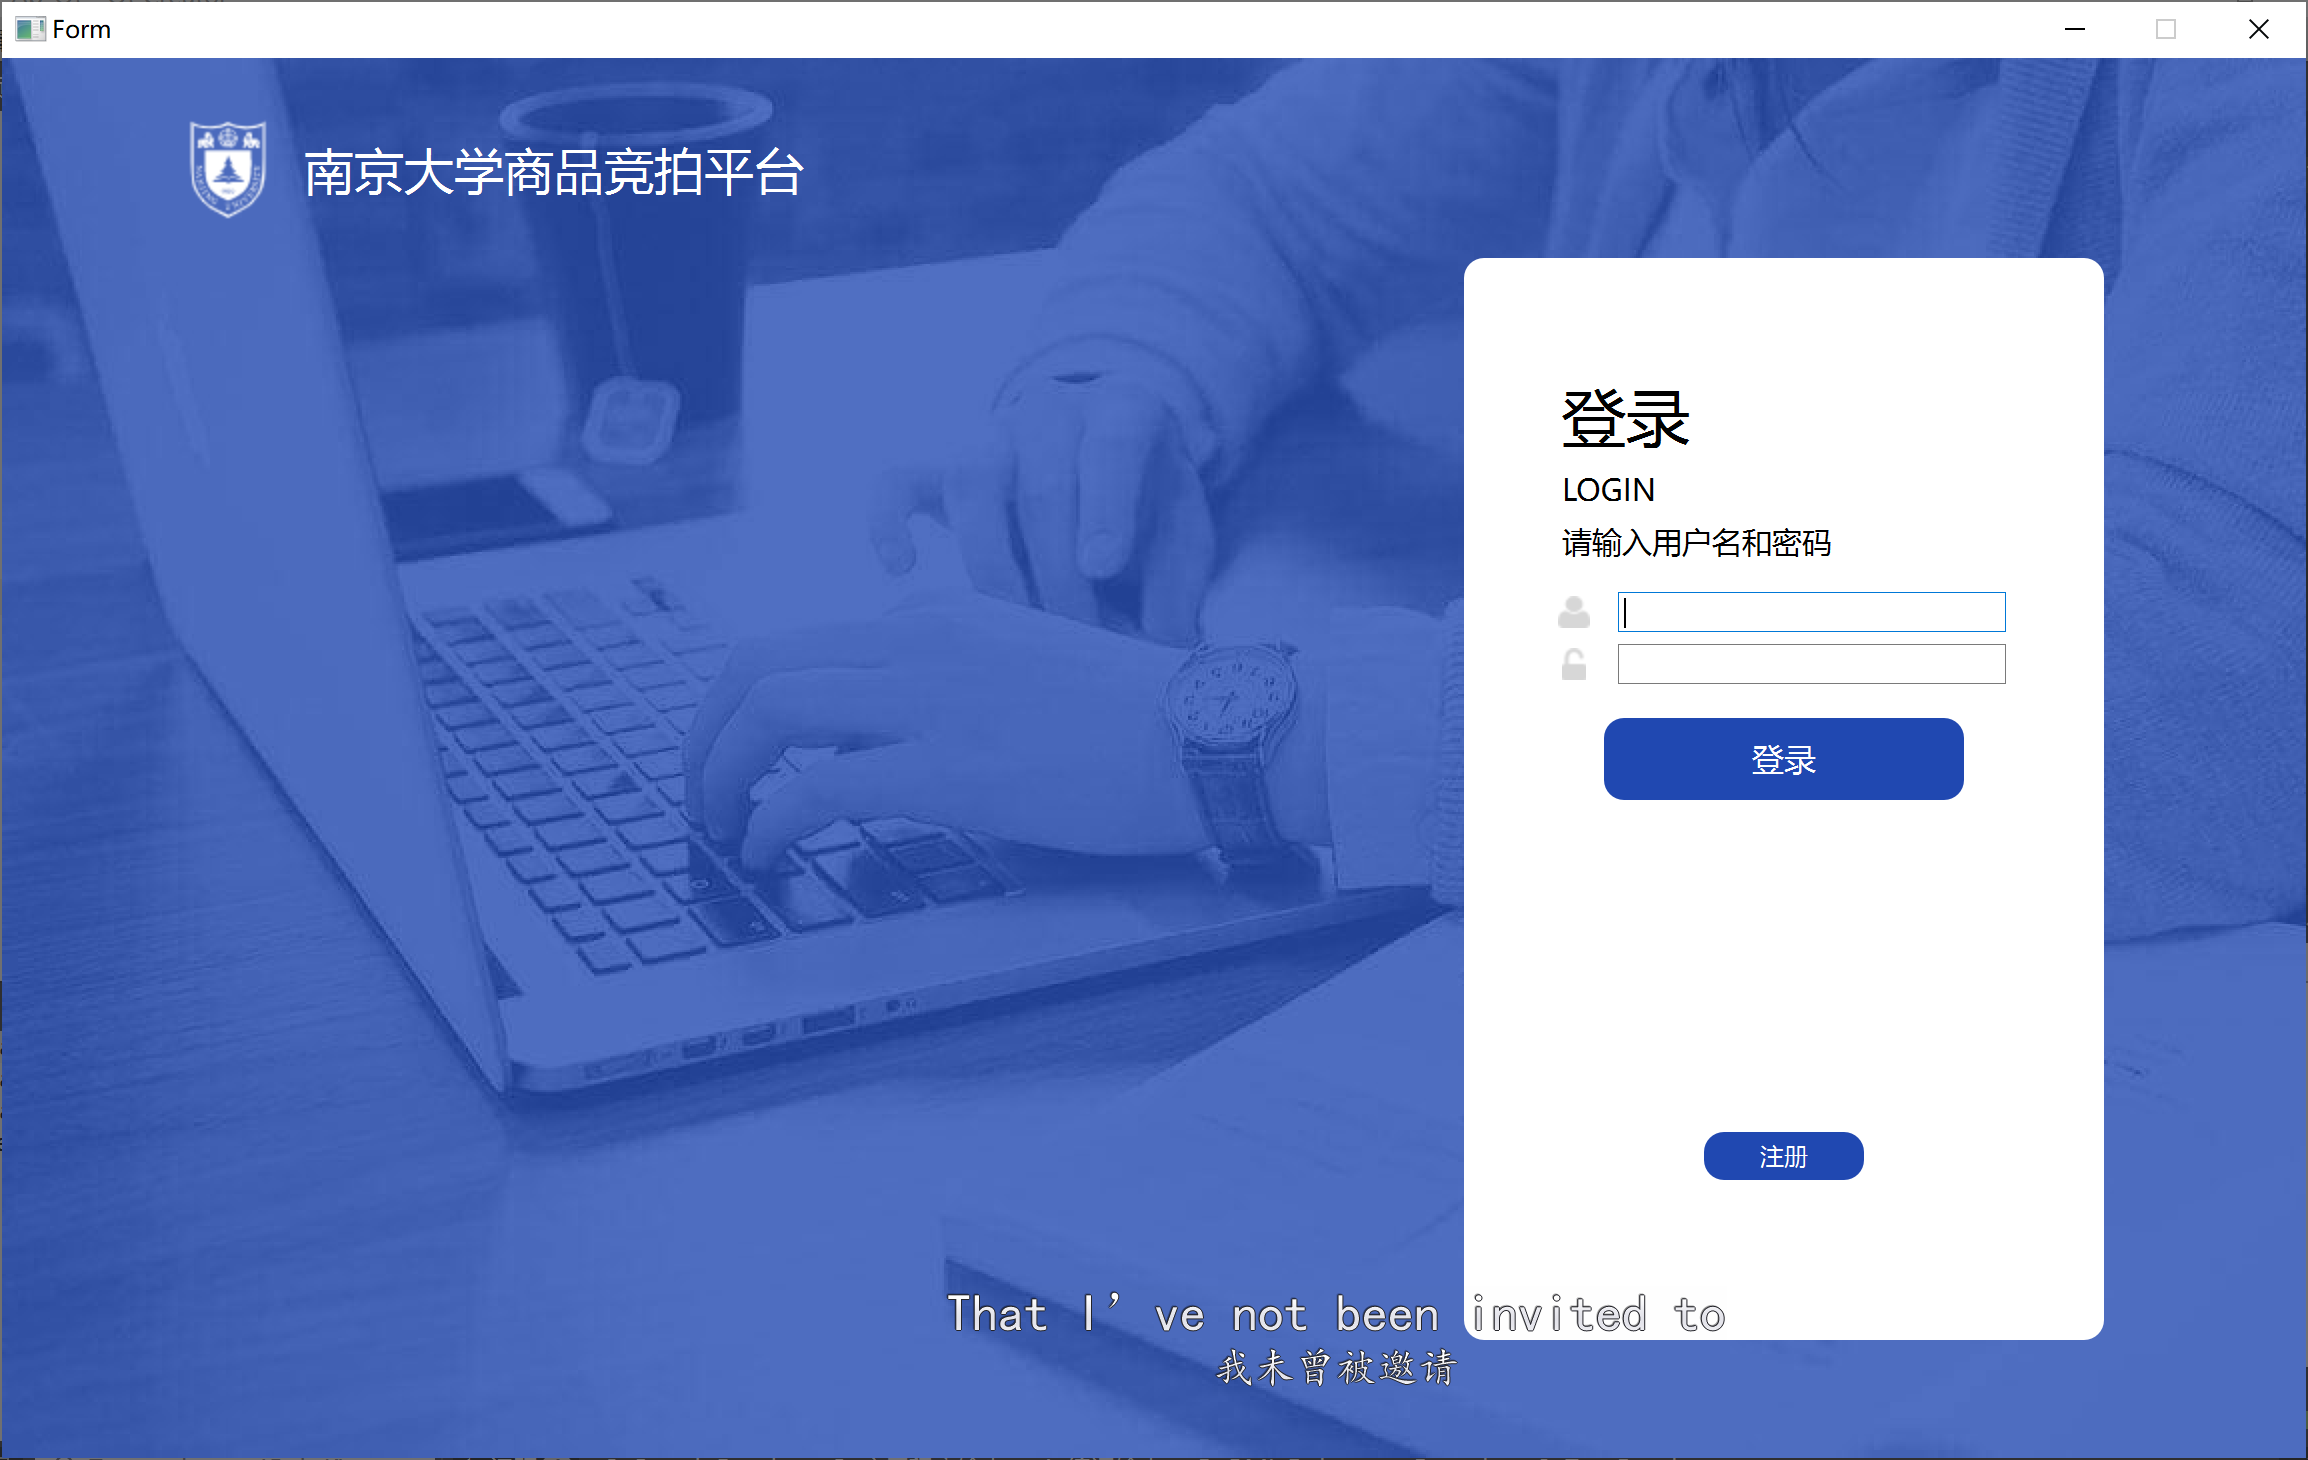 Form
南京大学商品竞拍平台
登录
LOGIN
请输入用户名和密码
登录
注册
That I’ve not been invited to
我未曾被邀请